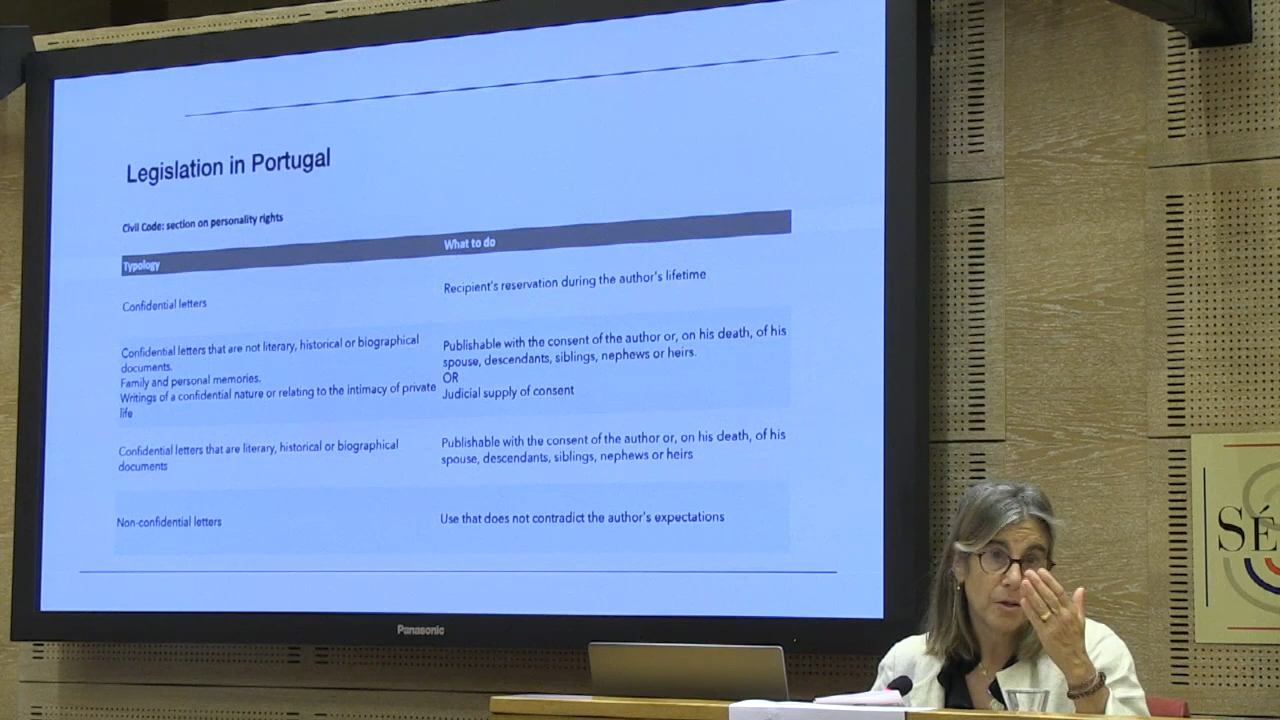 Legislation in Portugal
Civil Code: section on personality rights
Typology
What to do
Confidential letters
Recipient's reservation during the author's lifetime
Confidential letters that are not literary, historical or biographical
documents.
Family and personal memories.
Writings of a confidential nature or relating to the intimacy of private
life
Publishable with the consent of the author or, on his death, of his
spouse, descendants, siblings, nephews or heirs.
OR
Judicial supply of consent
Confidential letters that are literary, historical or biographical
documents
Publishable with the consent of the author or, on his death, of his
spouse, descendants, siblings, nephews or heirs
Non-confidential letters
Use that does not contradict the author's expectations
Panasonic
SÉ